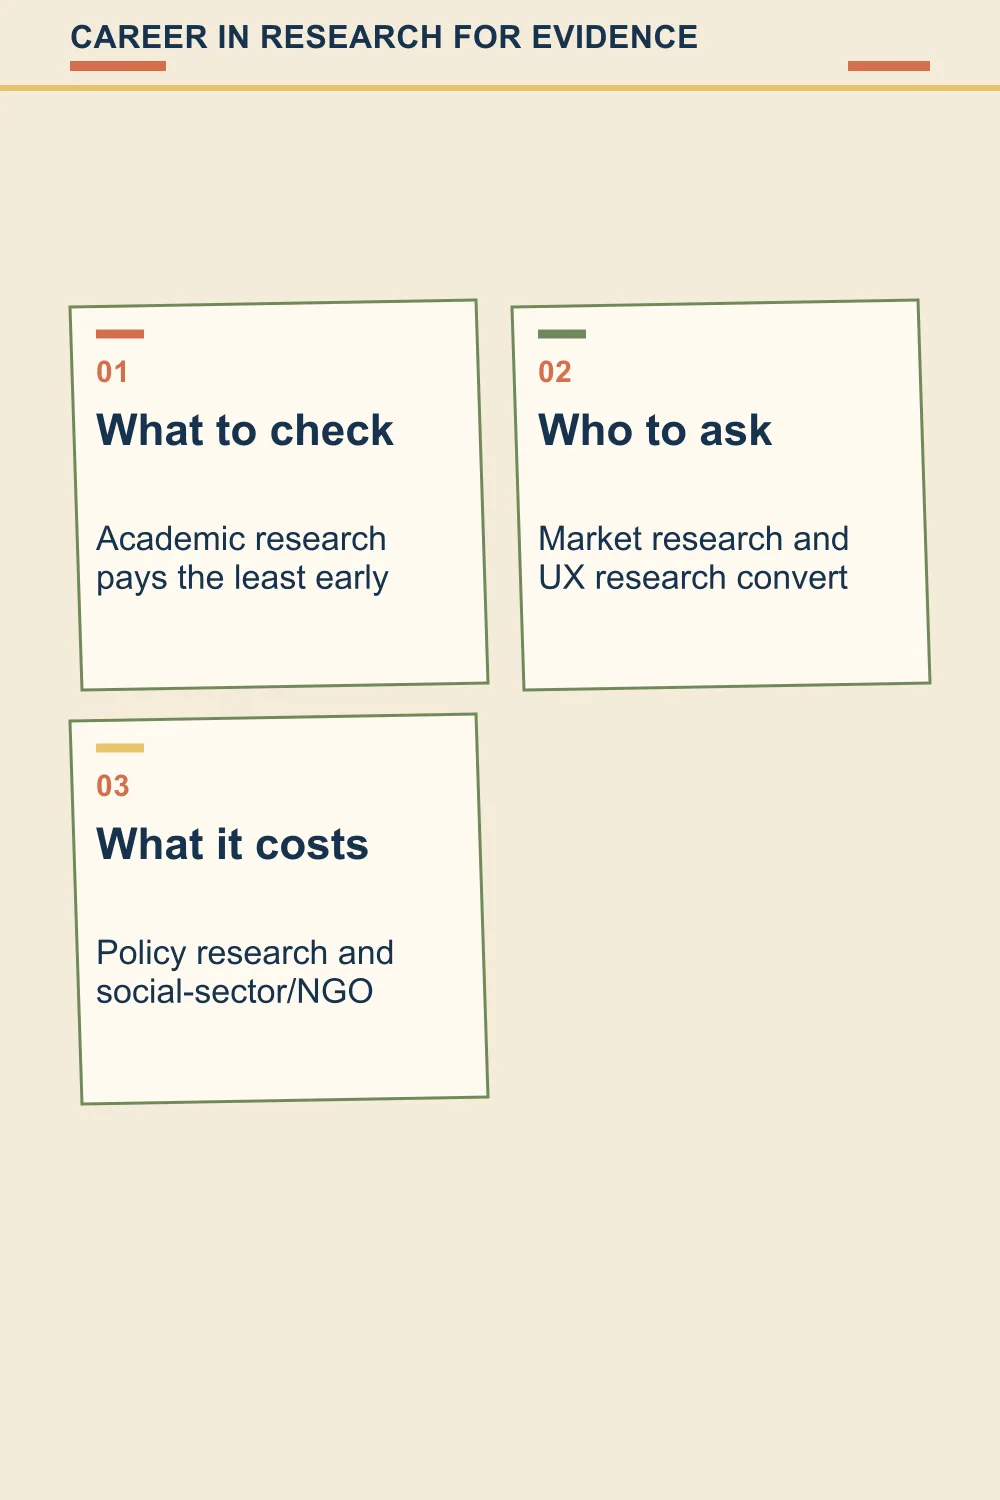 CAREER IN RESEARCH FOR EVIDENCE
01
What to check
Academic research
pays the least early
02
Who to ask
Market research and
UX research convert
03
What it costs
Policy research and
social-sector/NGO